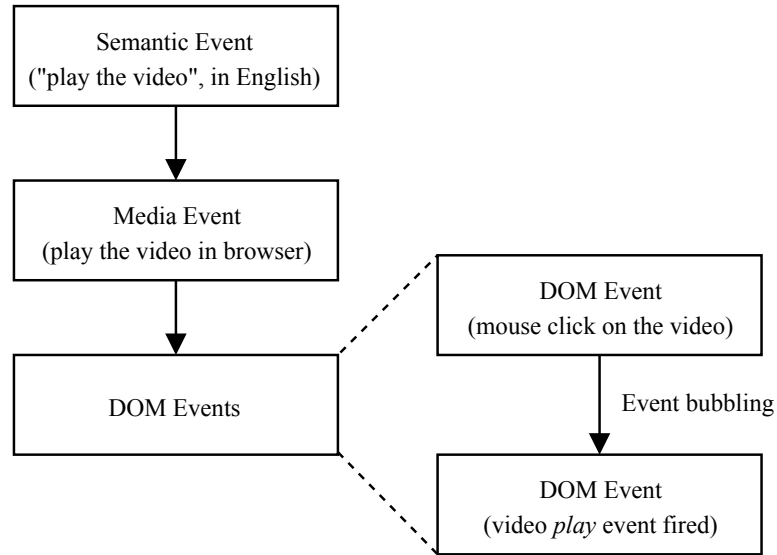 Semantic Event
("play the video", in English)
Media Event
(play the video in browser)
DOM Events
DOM Event
(mouse click on the video)
Event bubbling
DOM Event
(video play event fired)